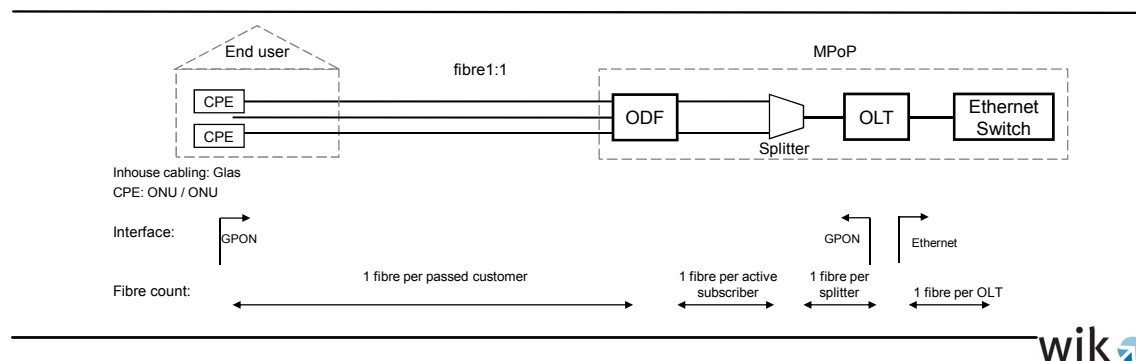 End user
fibre1:1
MPoP
CPE
CPE
ODF
Splitter
OLT
Ethernet
Switch
Inhouse cabling: Glas
CPE: ONU / ONU
Interface:
GPON
GPON
Ethernet
Fibre count:
1 fibre per passed customer
1 fibre per active
subscriber
1 fibre per
splitter
1 fibre per OLT
wik